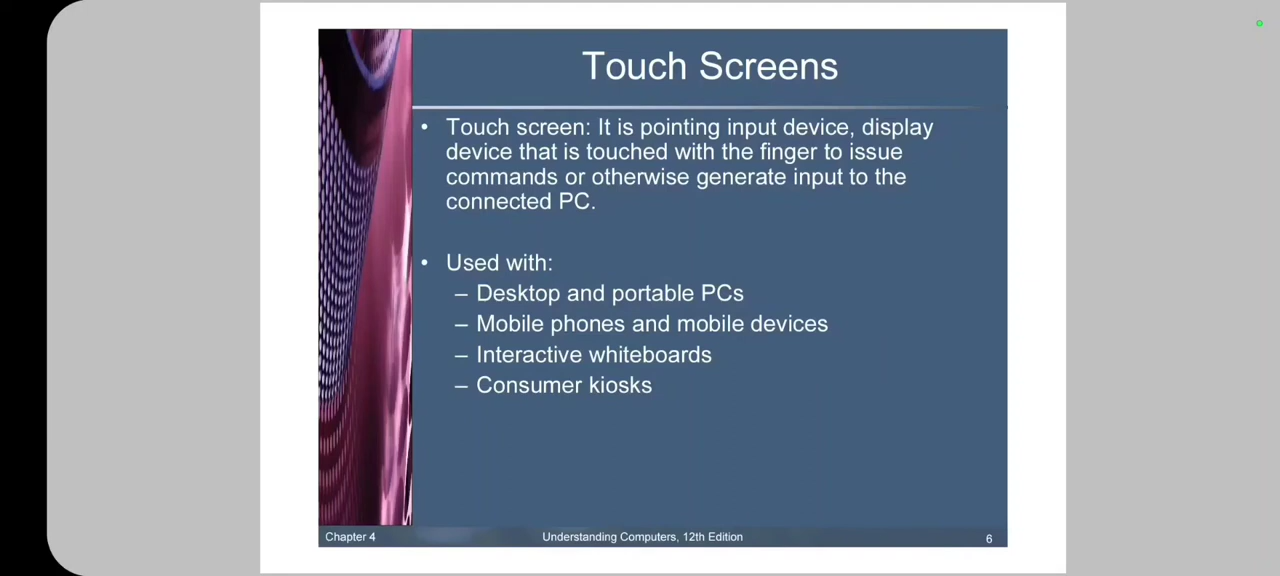 Touch Screens
• Touch screen: It is pointing input device, display
device that is touched with the finger to issue
commands or otherwise generate input to the
connected PC.
• Used with:
– Desktop and portable PCs
– Mobile phones and mobile devices
– Interactive whiteboards
– Consumer kiosks
Chapter 4
Understanding Computers, 12th Edition
6